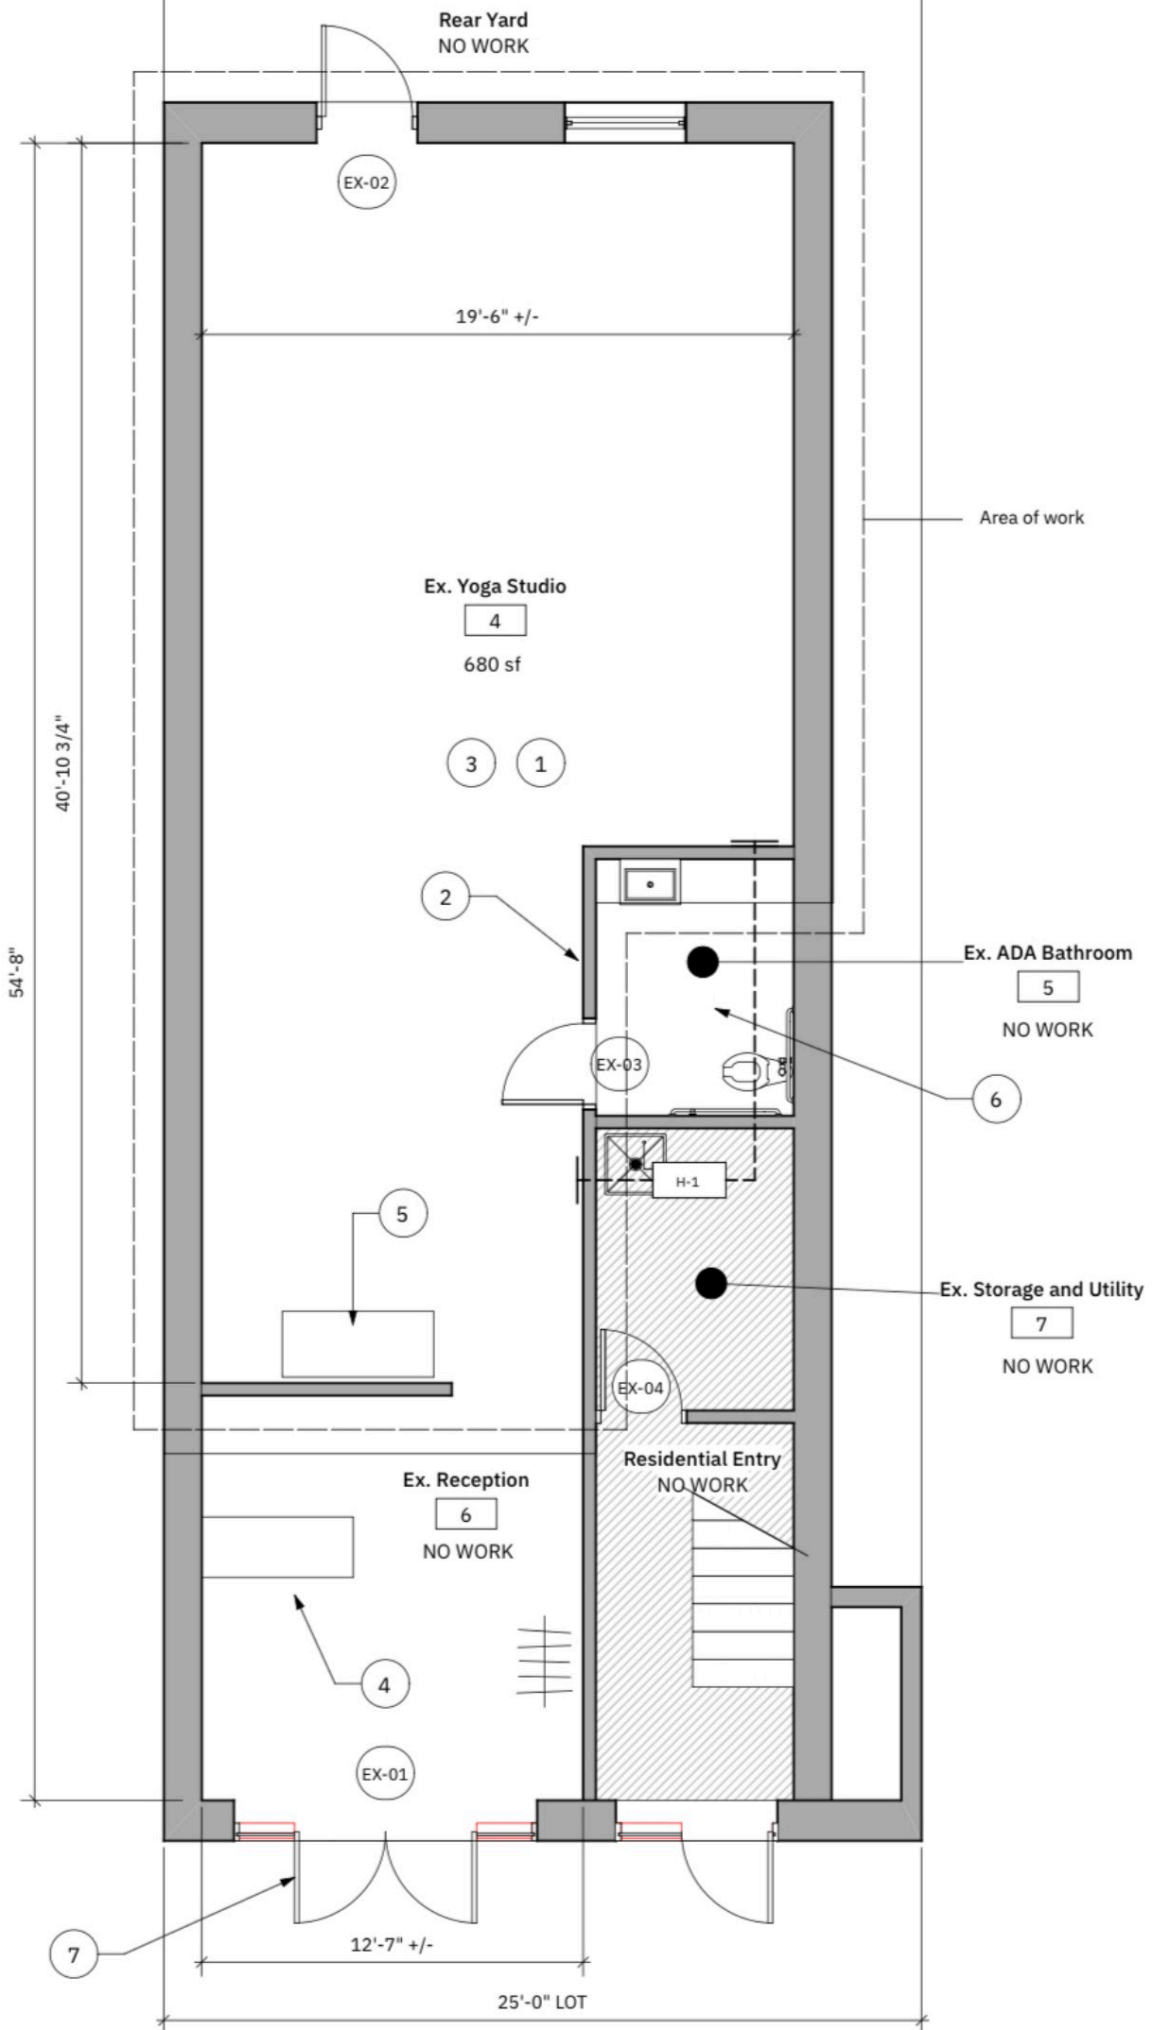 Rear Yard
NO WORK
EX-02
19'-6" +/-
Area of work
Ex. Yoga Studio
4
680 sf
40'-10 3/4"
3
1
2
54'-8"
Ex. ADA Bathroom
5
NO WORK
EX-03
6
H-1
5
Ex. Storage and Utility
7
NO WORK
EX-04
Residential Entry
NO WORK
Ex. Reception
6
NO WORK
4
EX-01
7
12'-7" +/-
25'-0" LOT